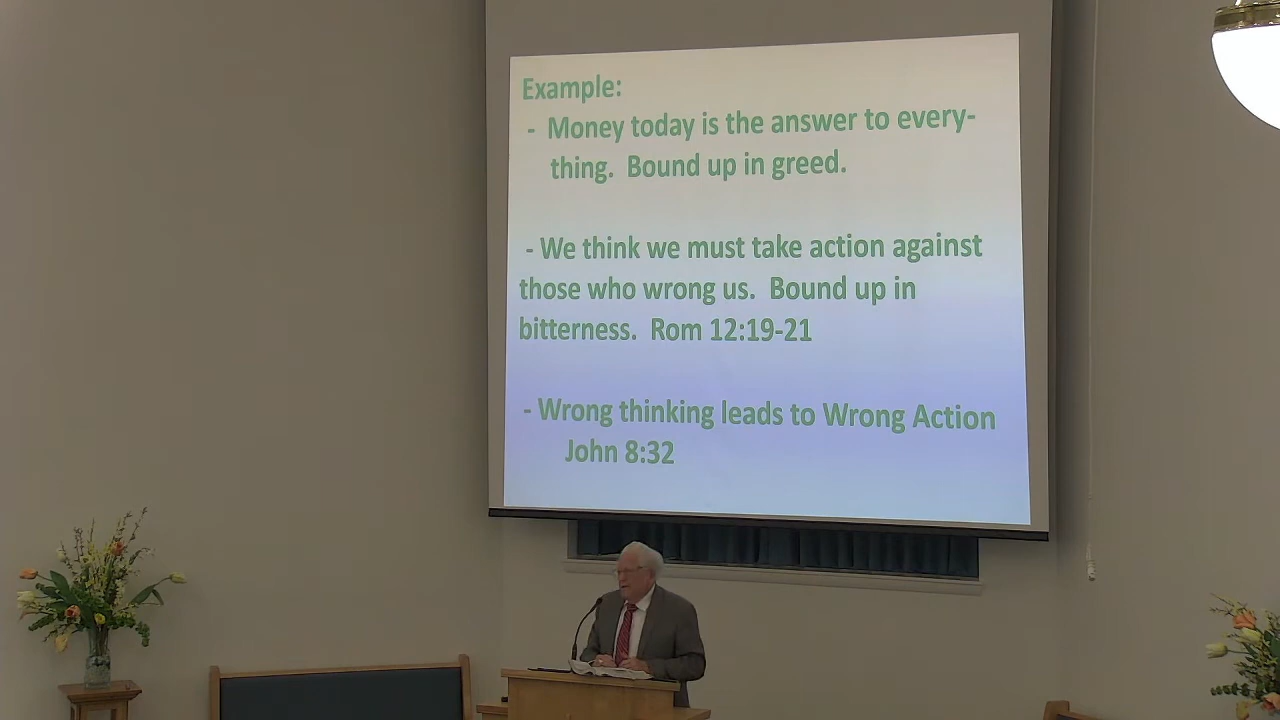 Example:
- Money today is the answer to every-
thing. Bound up in greed.
- We think we must take action against
those who wrong us. Bound up in
bitterness. Rom 12:19-21
- Wrong thinking leads to Wrong Action
John 8:32